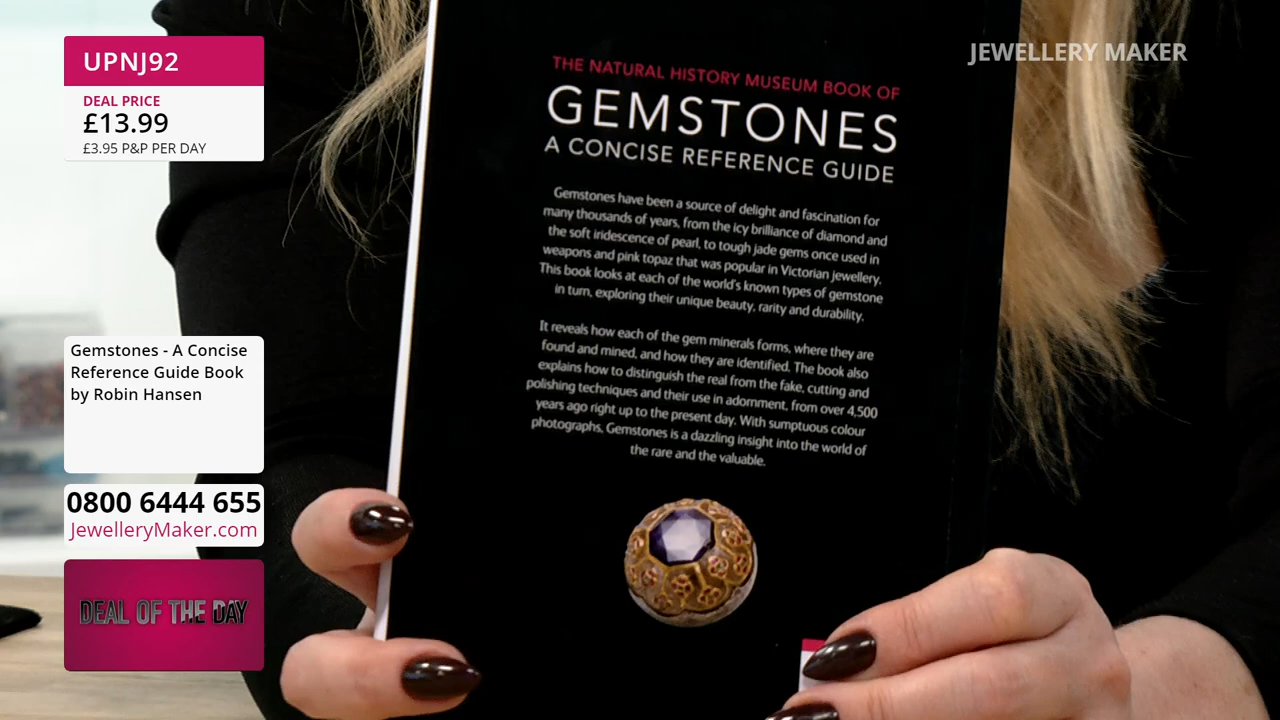 UPNJ92
DEAL PRICE
£13.99
£3.95 P&P PER DAY
Gemstones - A Concise
Reference Guide Book
by Robin Hansen
0800 6444 655
JewelleryMaker.com
DEAL OF THE DAY
JEWELLERY MAKER
THE NATURAL HISTORY MUSEUM BOOK OF
GEMSTONES
A CONCISE REFERENCE GUIDE
Gemstones have been a source of delight and fascination for
many thousands of years, from the icy brilliance of diamond and
the soft iridescence of pearl, to tough jade gems once used in
weapons and pink topaz that was popular in Victorian jewellery.
This book looks at each of the world's known types of gemstone
in turn, exploring their unique beauty, rarity and durability.
It reveals how each of the gem minerals forms, where they are
found and mined, and how they are identified. The book also
explains how to distinguish the real from the fake, cutting and
polishing techniques and their use in adornment, from over 4,500
years ago right up to the present day. With sumptuous colour
photographs, Gemstones is a dazzling insight into the world of
the rare and the valuable.